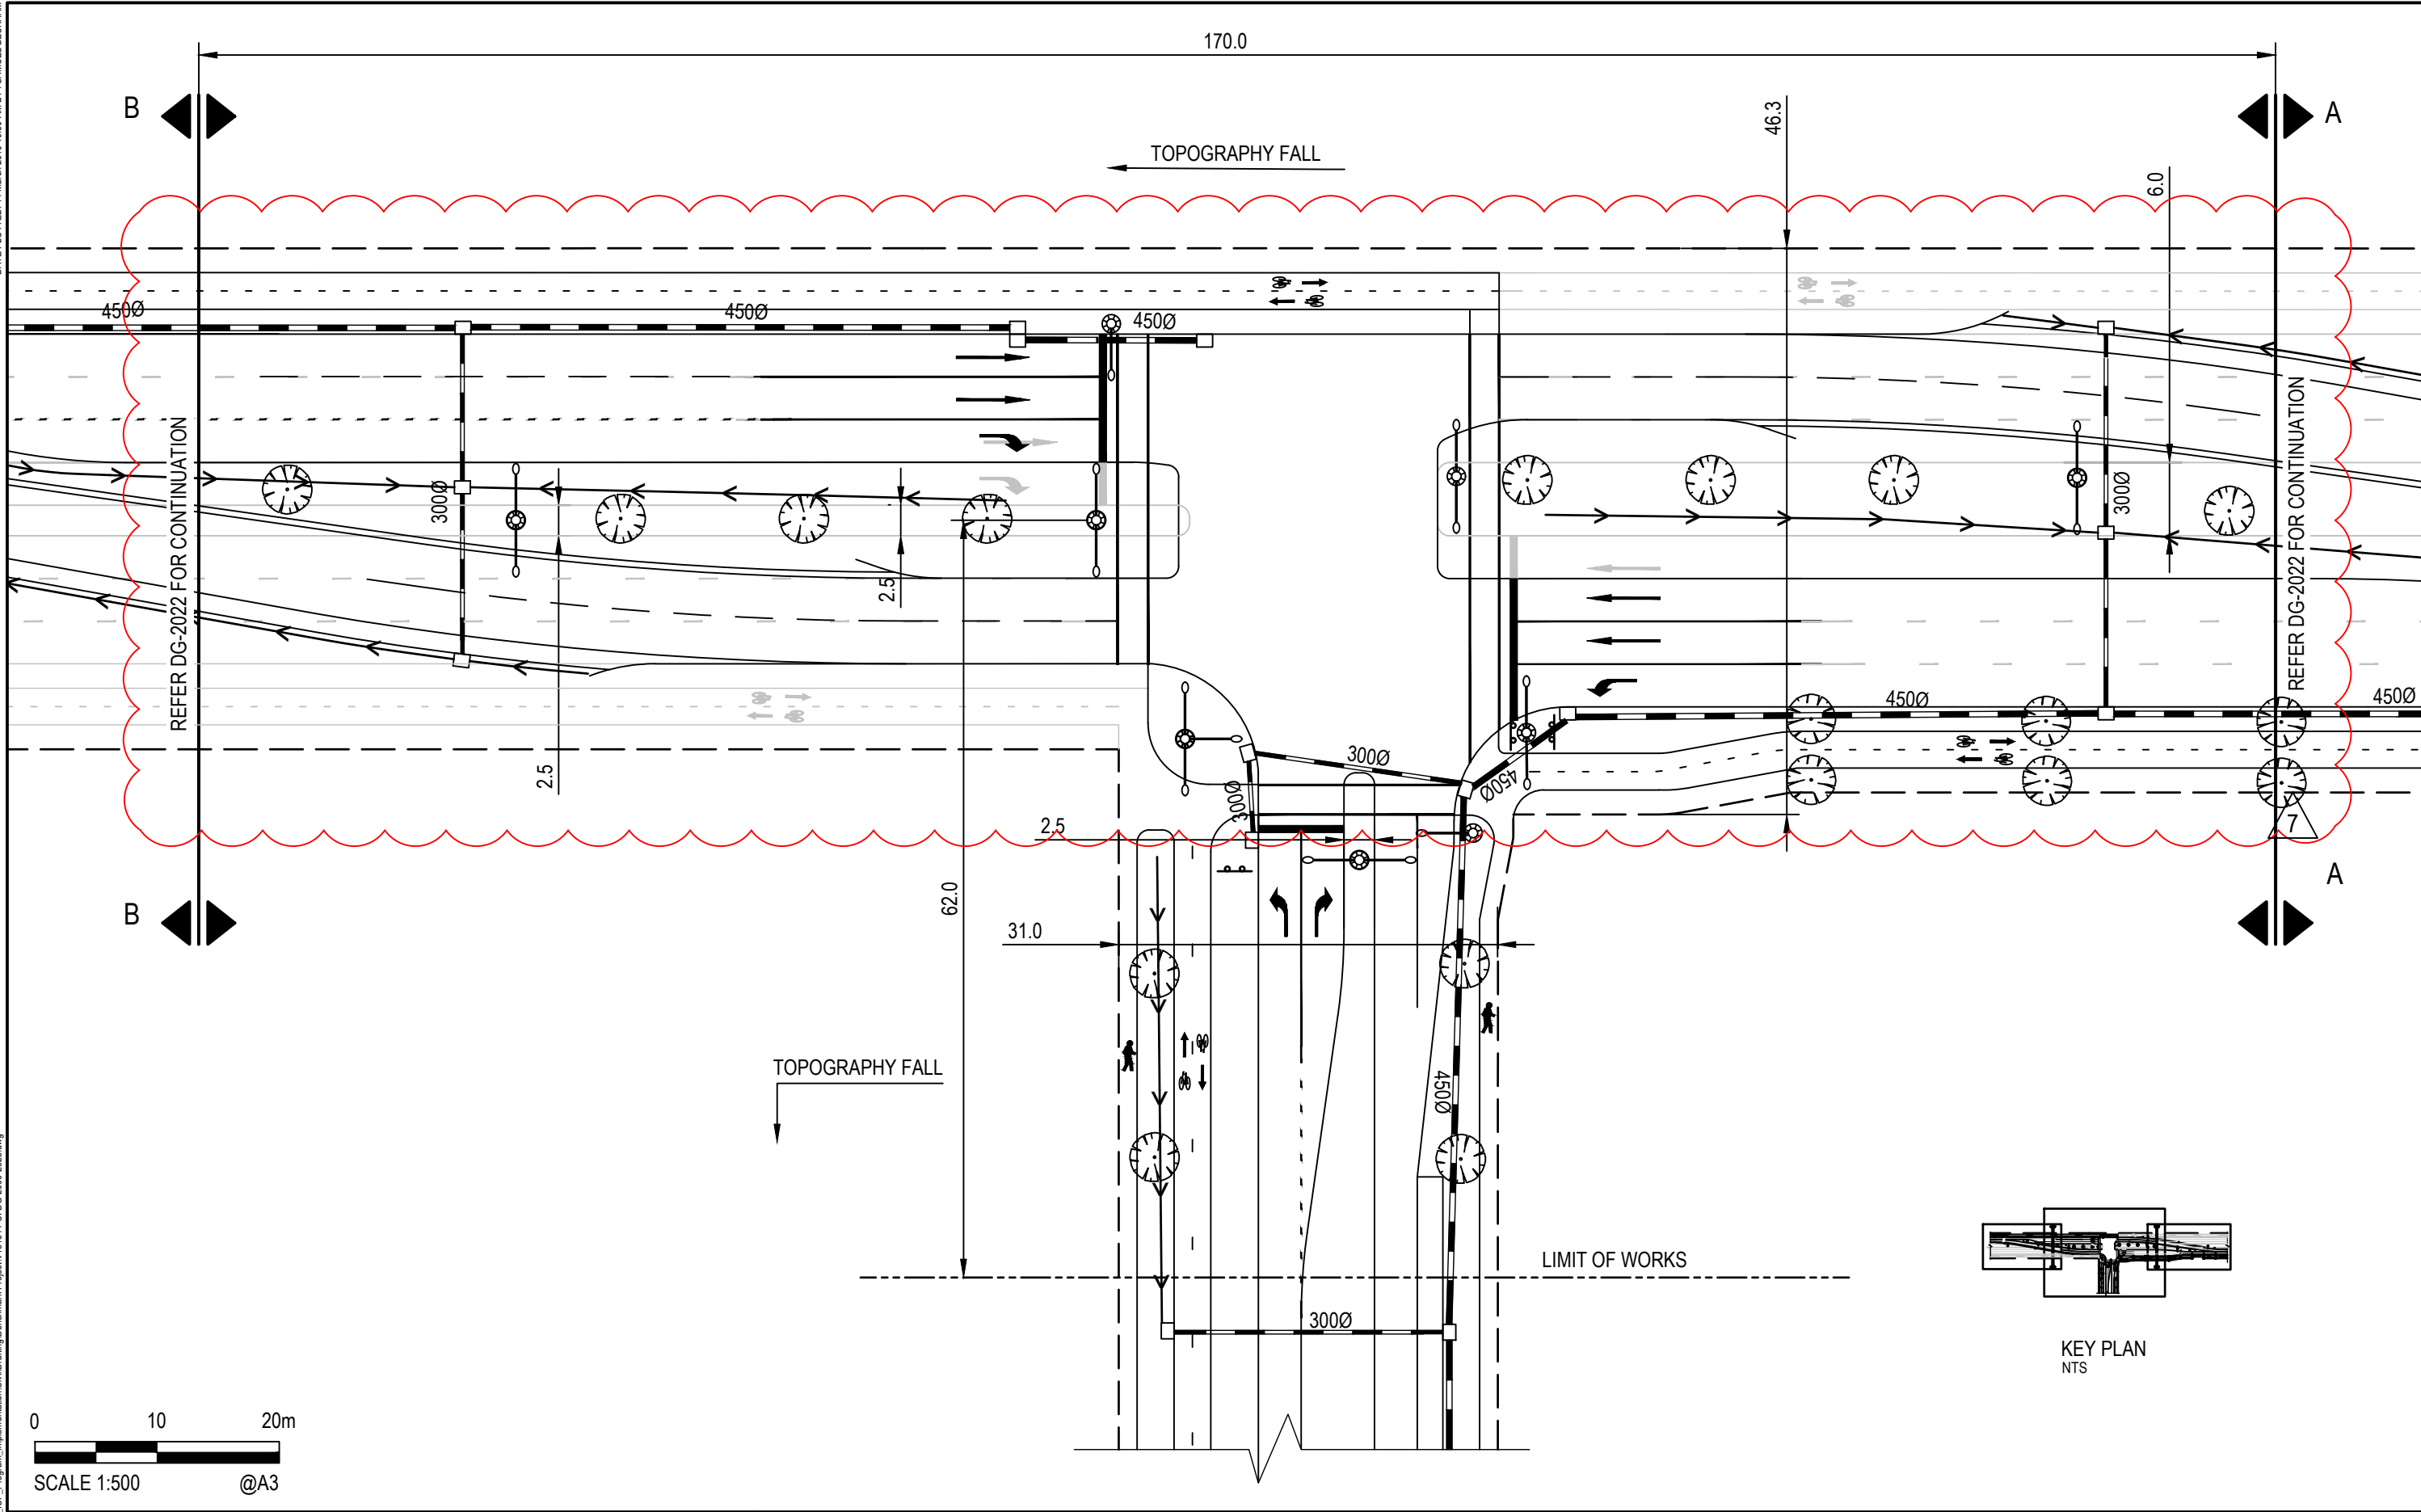 170.0
B
A
46.3
TOPOGRAPHY FALL
6.0
450Ø
450Ø
450Ø
REFER DG-2022 FOR CONTINUATION
REFER DG-2022 FOR CONTINUATION
300Ø
300Ø
2.5
2.5
450Ø
450Ø
300Ø
300Ø
450Ø
2.5
7
B
A
62.0
31.0
TOPOGRAPHY FALL
450Ø
LIMIT OF WORKS
300Ø
KEY PLAN
NTS
0 10 20m
SCALE 1:500 @A3